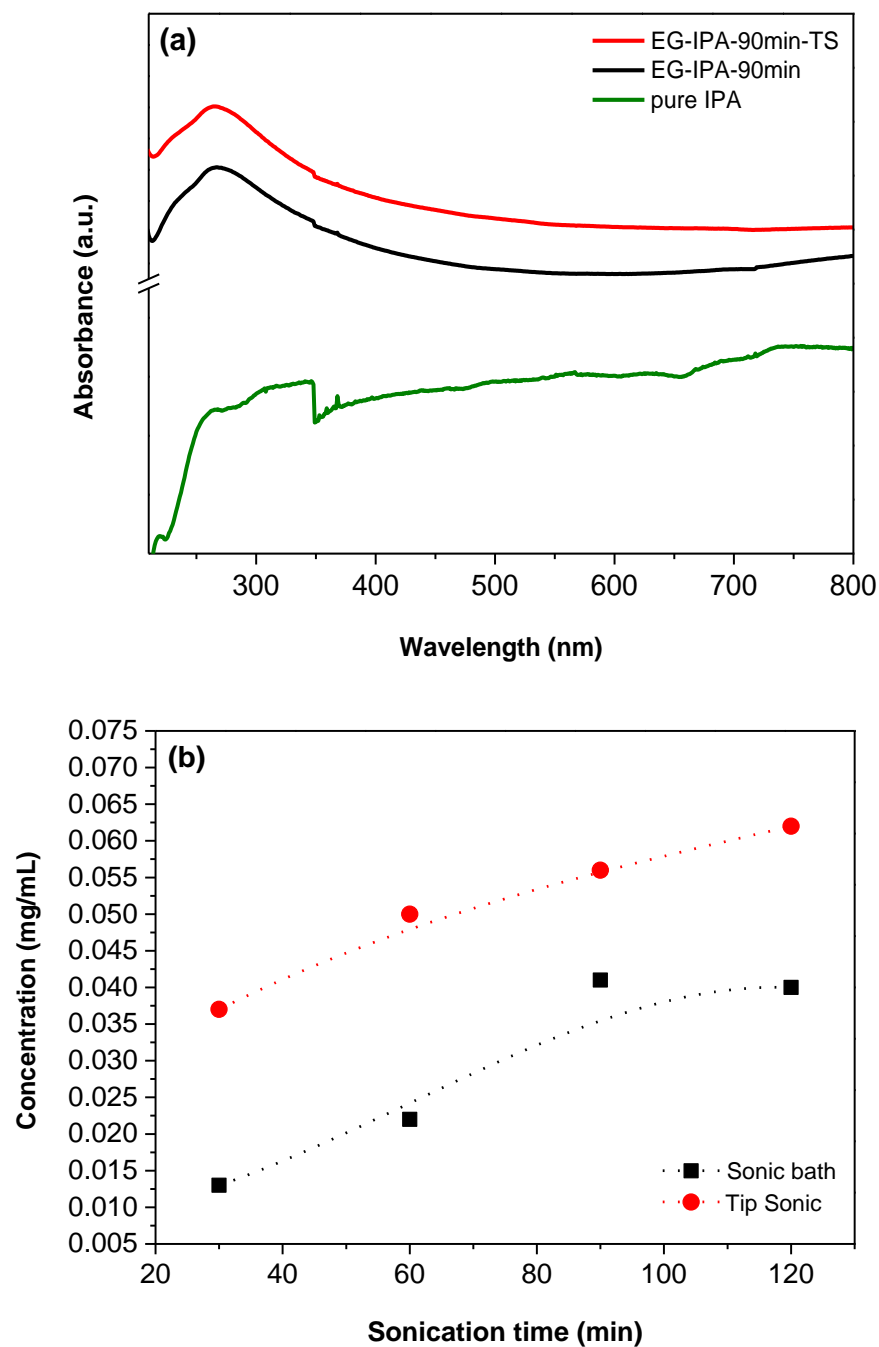 (a)
EG-IPA-90min-TS
EG-IPA-90min
pure IPA
Absorbance (a.u.)
300 400 500 600 700 800
Wavelength (nm)
(b)
0.075
0.070
0.065
0.060
0.055
0.050
0.045
0.040
0.035
0.030
0.025
0.020
0.015
0.010
0.005
Concentration (mg/mL)
Sonic bath
Tip Sonic
20 40 60 80 100 120
Sonication time (min)